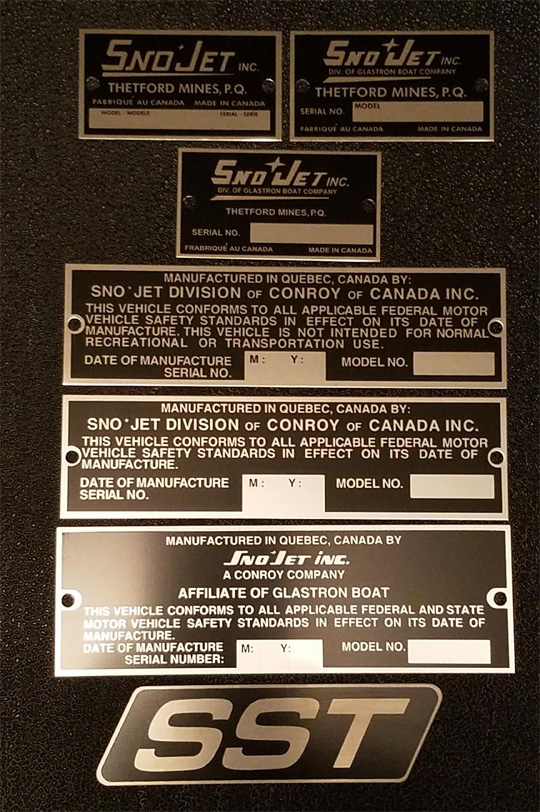 SNO JET INC.
THETFORD MINES, P.Q.
FABRIQUÉ AU CANADA MADE IN CANADA
MODEL - MODÈLE SERIAL - SERIE
SNO JET INC.
DIV. OF GLASTRON BOAT COMPANY
THETFORD MINES, P.Q.
SERIAL NO. MODEL
FABRIQUÉ AU CANADA MADE IN CANADA
SNO JET INC.
DIV. OF GLASTRON BOAT COMPANY
THETFORD MINES, P.Q.
SERIAL NO.
FRABRIQUÉ AU CANADA MADE IN CANADA
MANUFACTURED IN QUEBEC, CANADA BY:
SNO*JET DIVISION OF CONROY OF CANADA INC.
THIS VEHICLE CONFORMS TO ALL APPLICABLE FEDERAL MOTOR
VEHICLE SAFETY STANDARDS IN EFFECT ON ITS DATE OF
MANUFACTURE. THIS VEHICLE IS NOT INTENDED FOR NORMAL
RECREATIONAL OR TRANSPORTATION USE.
DATE OF MANUFACTURE M: Y: MODEL NO.
SERIAL NO.
MANUFACTURED IN QUEBEC, CANADA BY:
SNO*JET DIVISION OF CONROY OF CANADA INC.
THIS VEHICLE CONFORMS TO ALL APPLICABLE FEDERAL MOTOR
VEHICLE SAFETY STANDARDS IN EFFECT ON ITS DATE OF
MANUFACTURE.
DATE OF MANUFACTURE M: Y: MODEL NO.
SERIAL NO.
MANUFACTURED IN QUEBEC, CANADA BY
SNO*JET INC.
A CONROY COMPANY
AFFILIATE OF GLASTRON BOAT
THIS VEHICLE CONFORMS TO ALL APPLICABLE FEDERAL AND STATE
MOTOR VEHICLE SAFETY STANDARDS IN EFFECT ON ITS DATE OF
MANUFACTURE.
DATE OF MANUFACTURE M: Y: MODEL NO.
SERIAL NUMBER:
SST